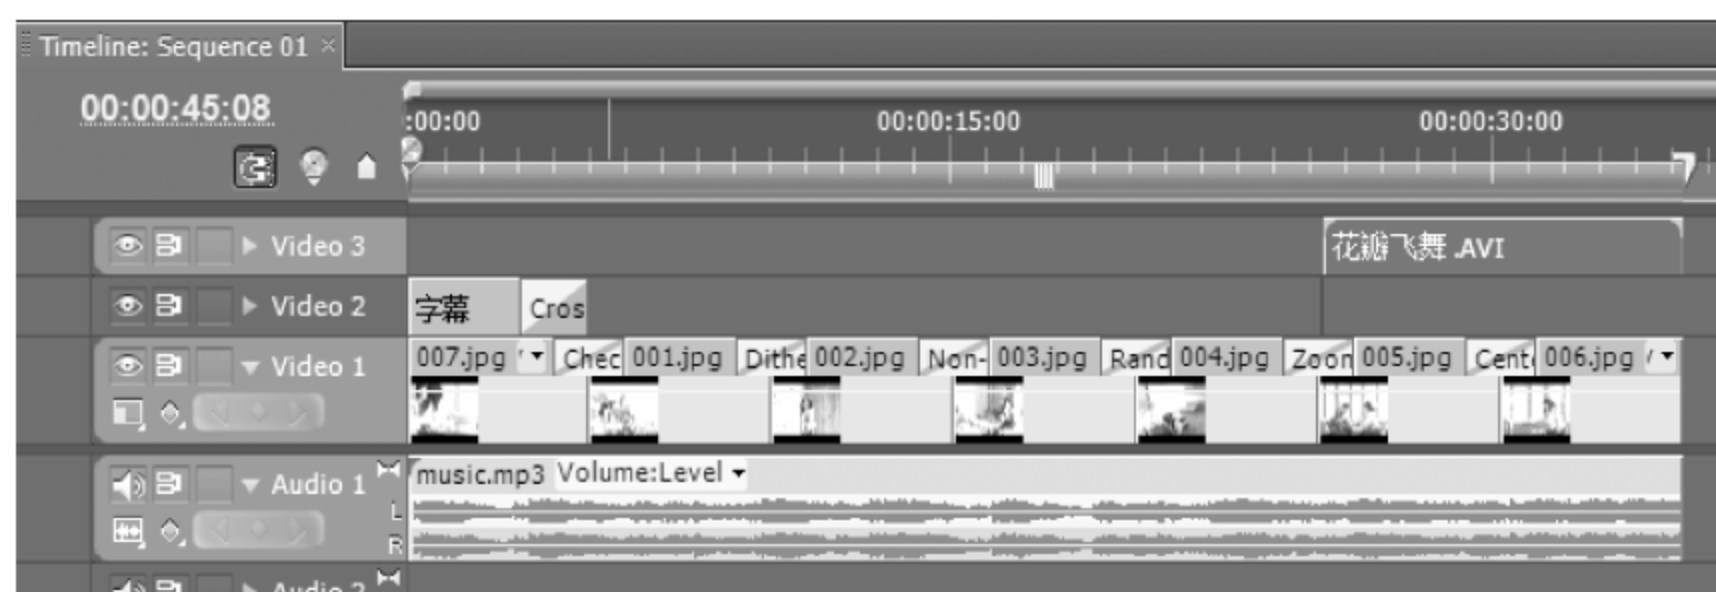 Timeline: Sequence 01 ×
00:00:45:08
:00:00 00:00:15:00 00:00:30:00
Video 3 花瓣飞舞.AVI
Video 2 字幕 Cros
Video 1 007.jpg Chec 001.jpg Dithe 002.jpg Non- 003.jpg Rand 004.jpg Zoon 005.jpg Cent 006.jpg
Audio 1 music.mp3 Volume:Level
L
R
Audio 2